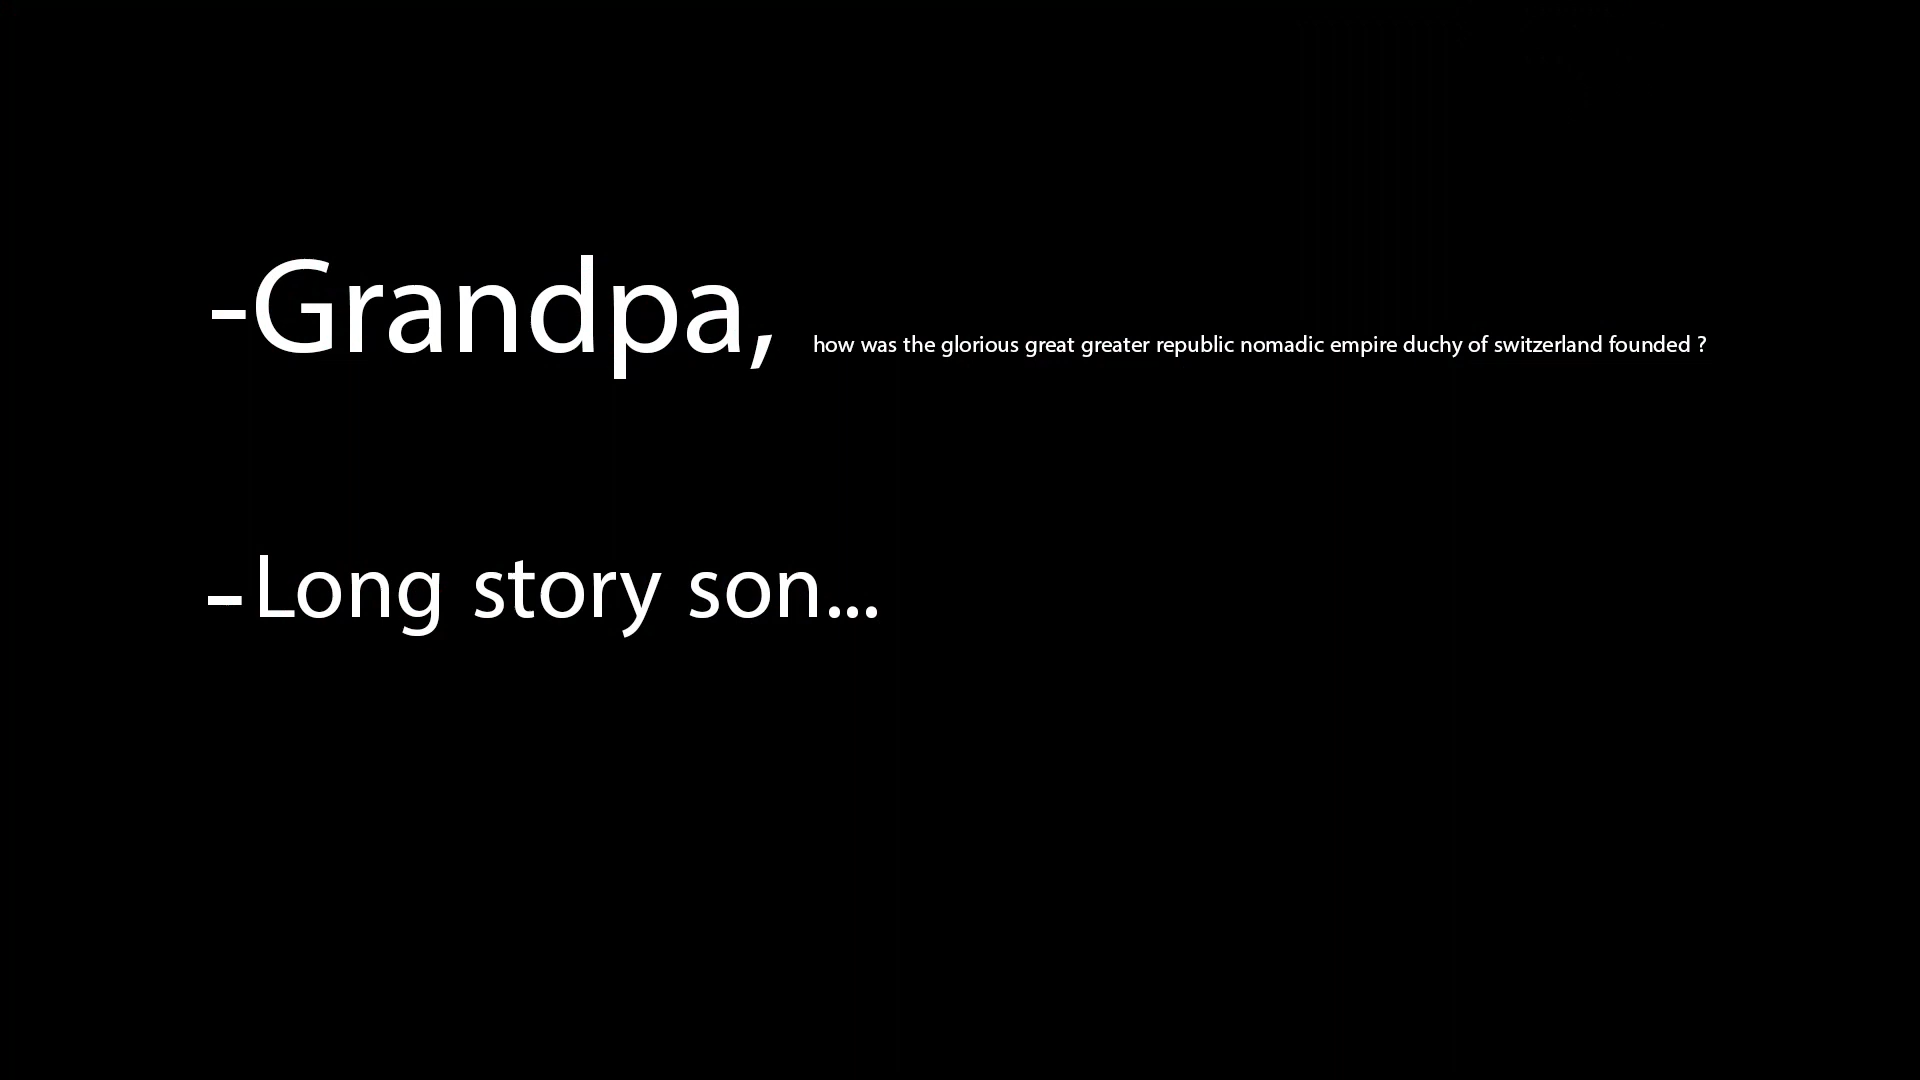 -Grandpa, how was the glorious great greater republic nomadic empire duchy of switzerland founded ?
-Long story son...